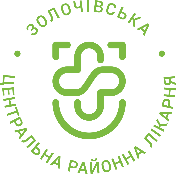 ЗОЛОЧІВСЬКА
ЦЕНТРАЛЬНА РАЙОННА ЛІКАРНЯ